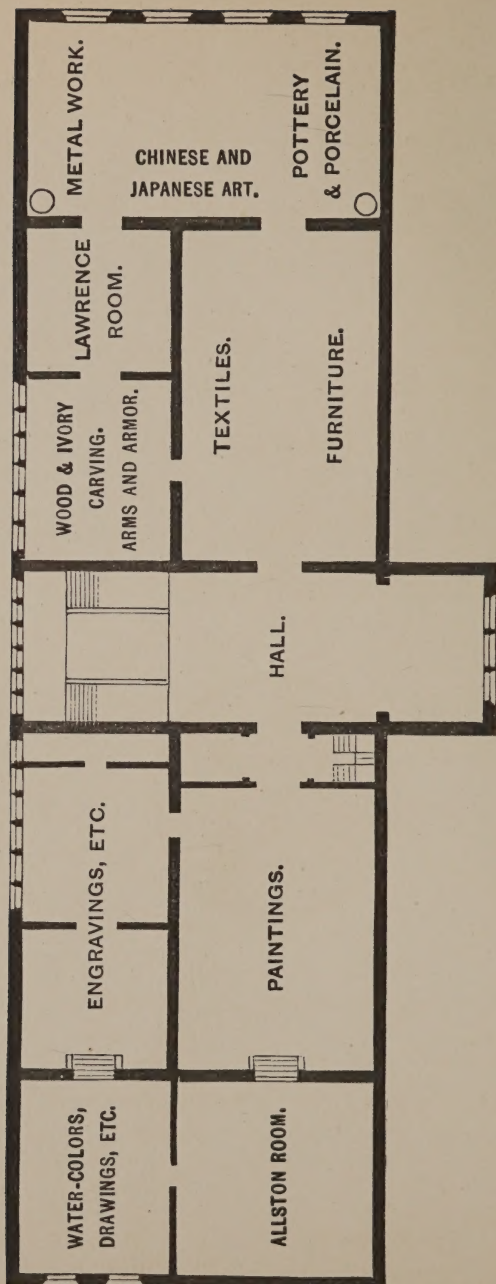 METAL WORK.
CHINESE AND
JAPANESE ART.
POTTERY
& PORCELAIN.
LAWRENCE
ROOM.
WOOD & IVORY
CARVING.
ARMS AND ARMOR.
TEXTILES.
FURNITURE.
HALL.
ENGRAVINGS, ETC.
PAINTINGS.
WATER-COLORS,
DRAWINGS, ETC.
ALLSTON ROOM.